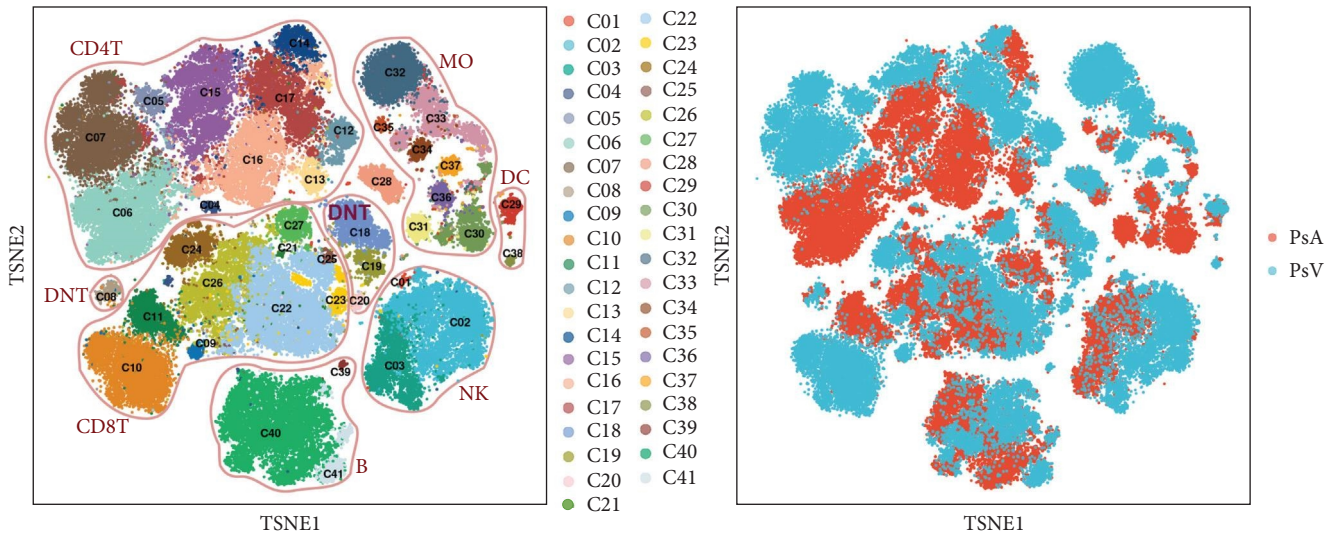 CD4T
C14
MO
C32
C15
C05
C17
C33
C07
C35
C12
C34
C16
C37
C13
C28
DC
C36
C29
C04
C06
DNT
C31
C27
C18
C30
C24
C21
C38
C25
C19
C01
C26
DNT
C08
C23
C20
C22
C11
C02
C09
C03
C10
C39
NK
CD8T
C40
B
C41
TSNE2
TSNE1
C01
C02
C03
C04
C05
C06
C07
C08
C09
C10
C11
C12
C13
C14
C15
C16
C17
C18
C19
C20
C21
C22
C23
C24
C25
C26
C27
C28
C29
C30
C31
C32
C33
C34
C35
C36
C37
C38
C39
C40
C41
TSNE2
TSNE1
PsA
PsV